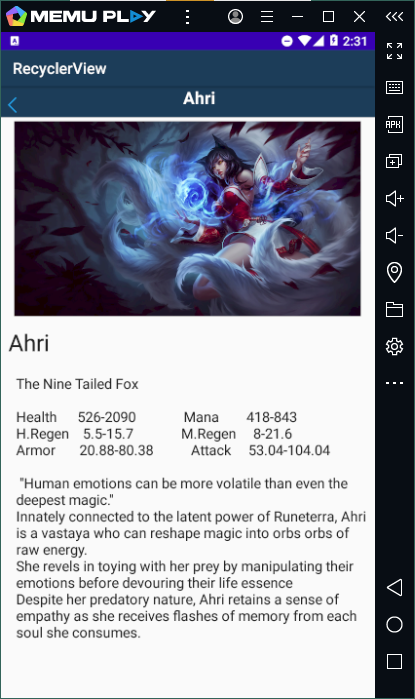 MEMU PLAY
2:31
RecyclerView
Ahri
Ahri
The Nine Tailed Fox
Health 526-2090 Mana 418-843
H.Regen 5.5-15.7 M.Regen 8-21.6
Armor 20.88-80.38 Attack 53.04-104.04
"Human emotions can be more volatile than even the
deepest magic."
Innately connected to the latent power of Runeterra, Ahri
is a vastaya who can reshape magic into orbs orbs of
raw energy.
She revels in toying with her prey by manipulating their
emotions before devouring their life essence
Despite her predatory nature, Ahri retains a sense of
empathy as she receives flashes of memory from each
soul she consumes.
A
APK